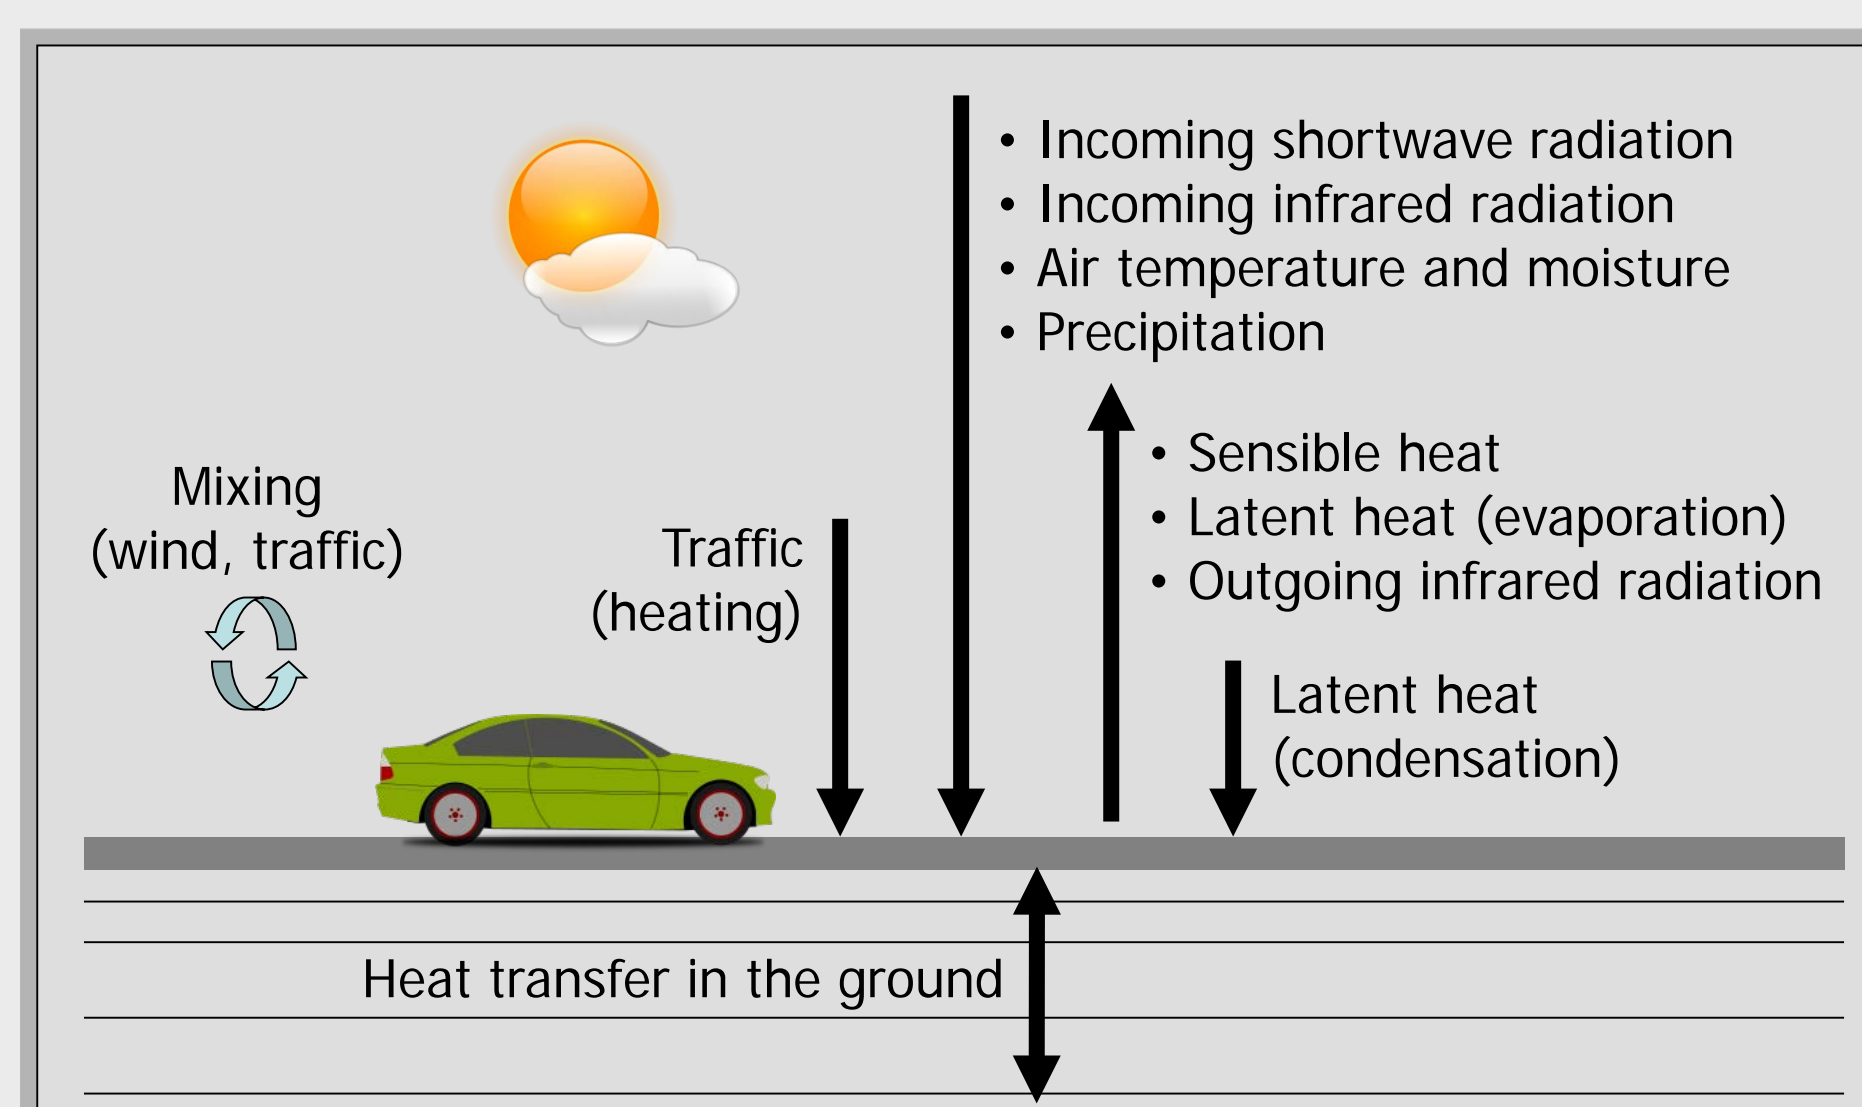 • Incoming shortwave radiation
• Incoming infrared radiation
• Air temperature and moisture
• Precipitation
• Sensible heat
• Latent heat (evaporation)
• Outgoing infrared radiation
Mixing
(wind, traffic)
Traffic
(heating)
Latent heat
(condensation)
Heat transfer in the ground